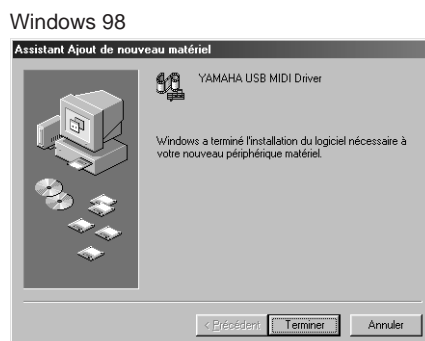 Windows 98
Assistant Ajout de nouveau matériel
YAMAHA USB MIDI Driver
Windows a terminé l'installation du logiciel nécessaire à
votre nouveau périphérique matériel.
< Précédent Terminer Annuler